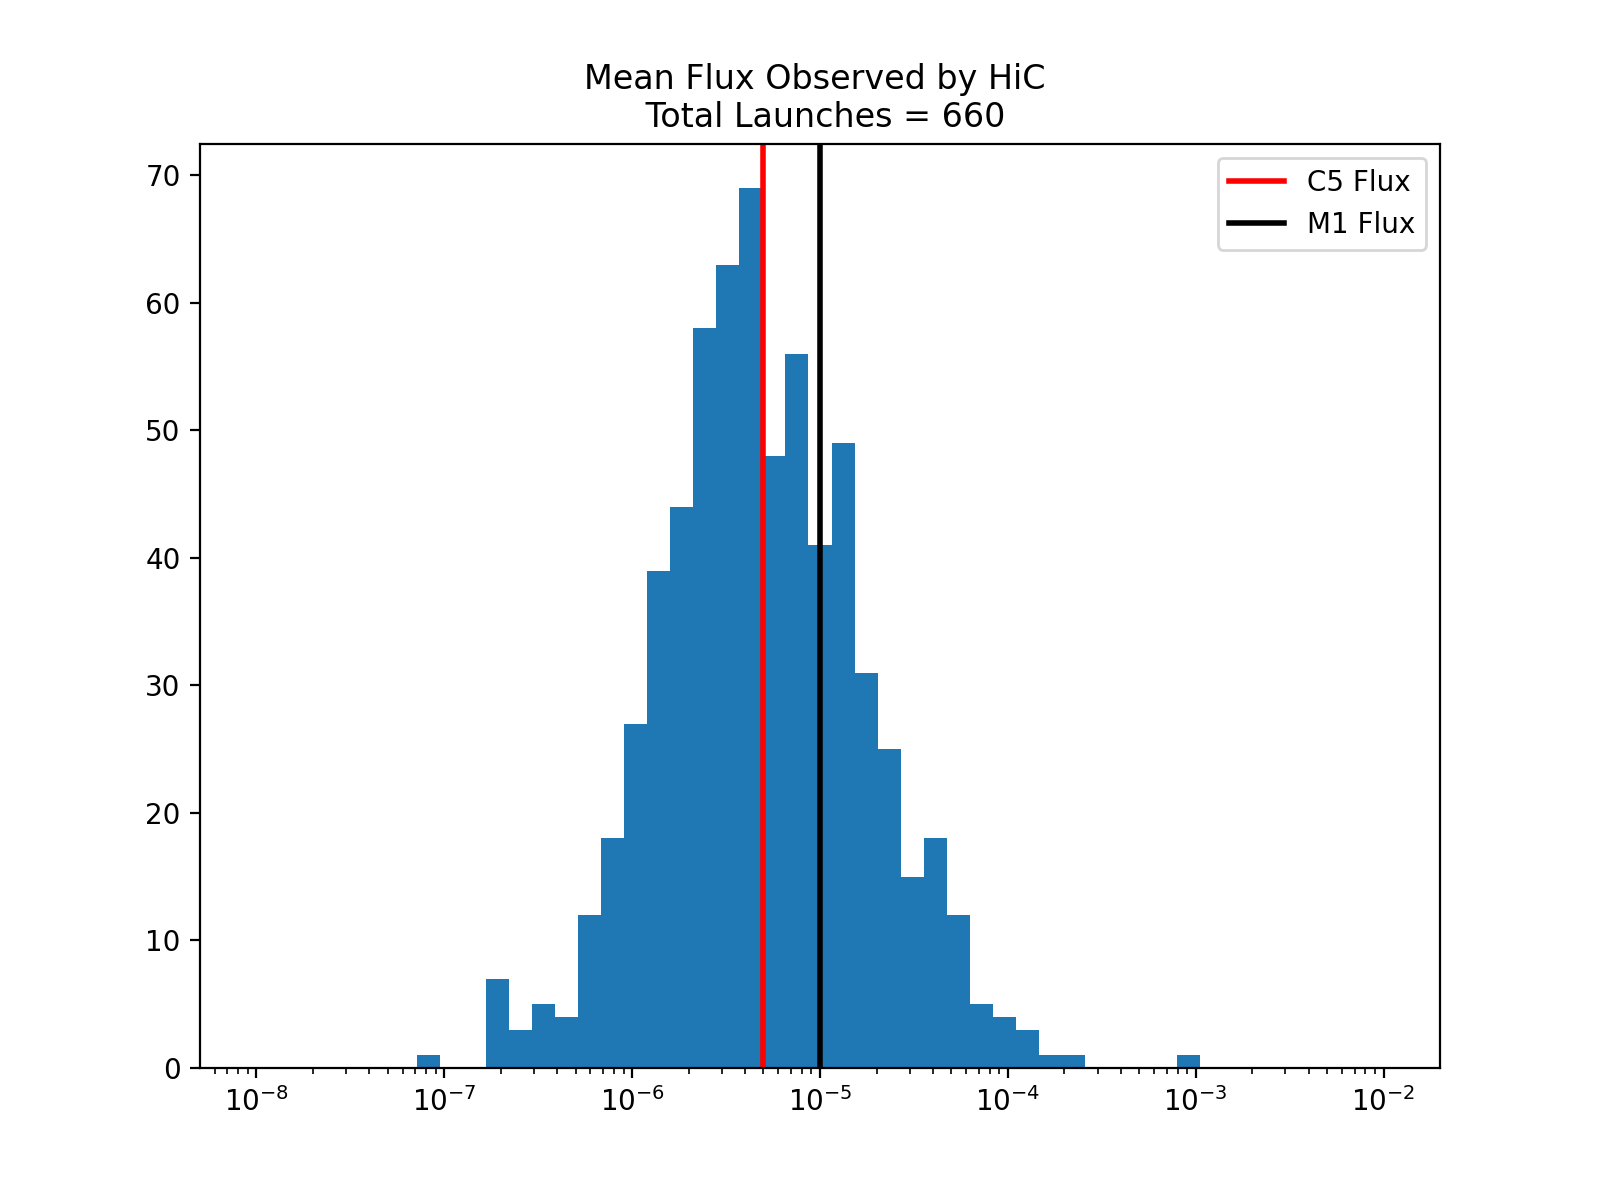 Mean Flux Observed by HiC
Total Launches = 660
C5 Flux
M1 Flux
70
60
50
40
30
20
10
0
10⁻⁸ 10⁻⁷ 10⁻⁶ 10⁻⁵ 10⁻⁴ 10⁻³ 10⁻²